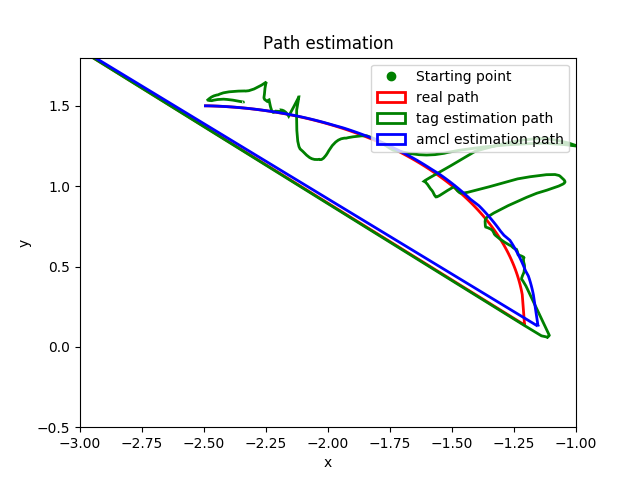 Path estimation
Starting point
real path
tag estimation path
amcl estimation path
y
1.5
1.0
0.5
0.0
−0.5
−3.00 −2.75 −2.50 −2.25 −2.00 −1.75 −1.50 −1.25 −1.00
x